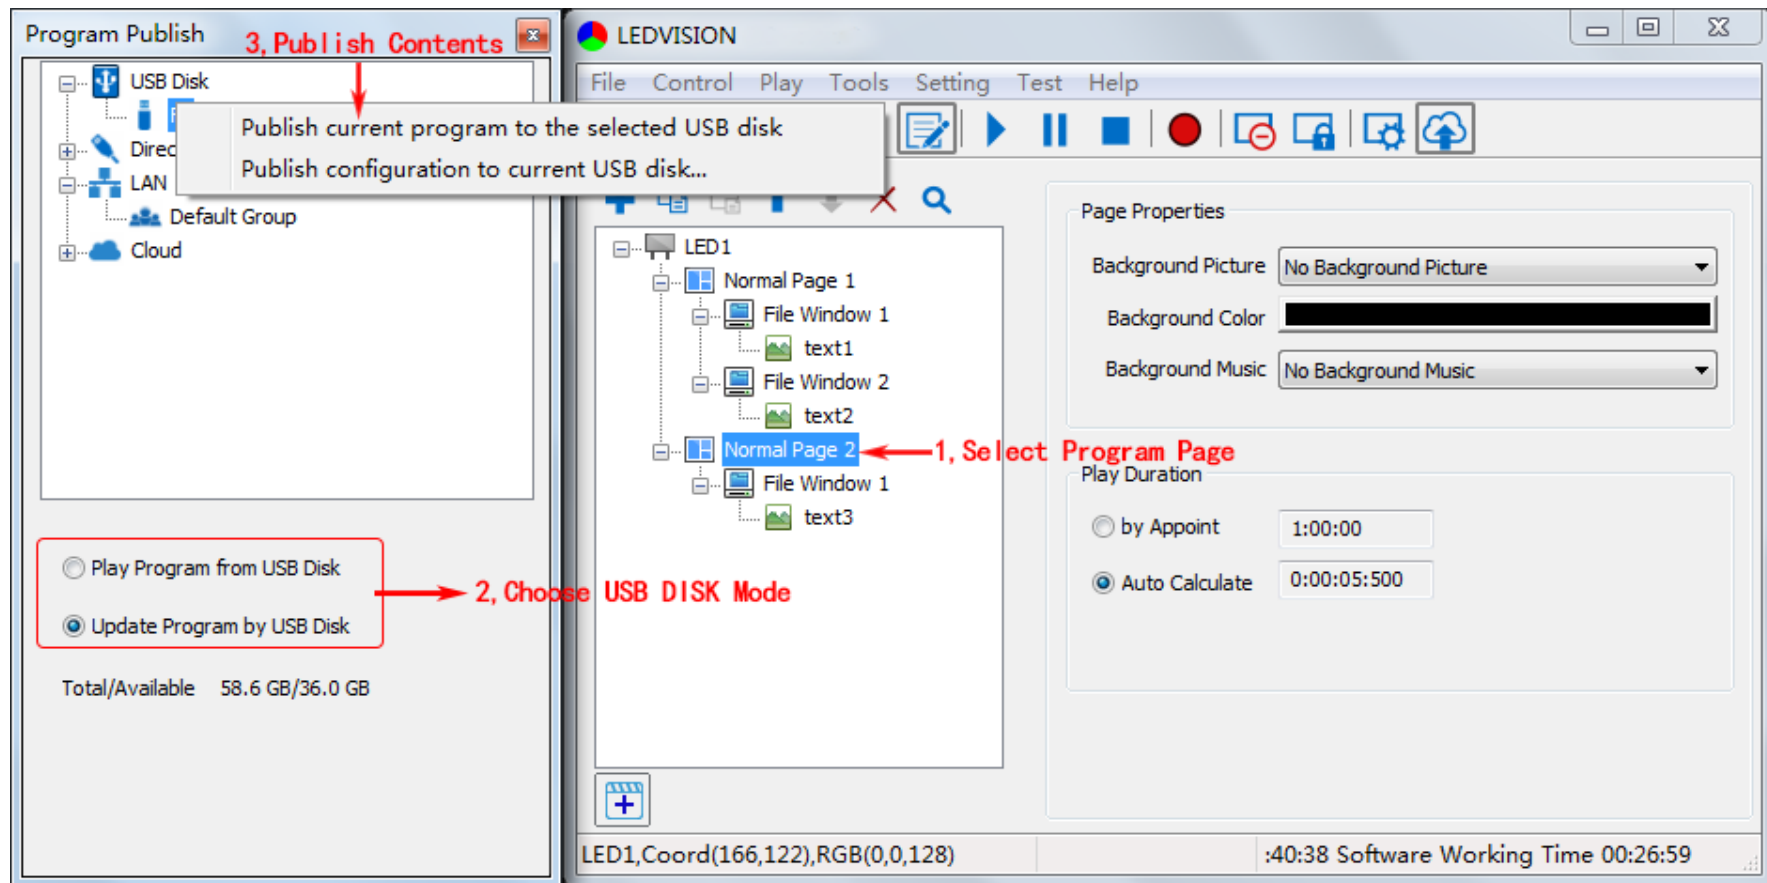 Program Publish
3,Publish Contents
USB Disk
Publish current program to the selected USB disk
Publish configuration to current USB disk...
LAN
Default Group
Cloud
Play Program from USB Disk
Update Program by USB Disk
2,Choose USB DISK Mode
Total/Available 58.6 GB/36.0 GB
LEDVISION
File Control Play Tools Setting Test Help
LED1
Normal Page 1
File Window 1
text1
File Window 2
text2
Normal Page 2
1,Select Program Page
File Window 1
text3
Page Properties
Background Picture No Background Picture
Background Color
Background Music No Background Music
Play Duration
by Appoint 1:00:00
Auto Calculate 0:00:05:500
LED1,Coord(166,122),RGB(0,0,128)
:40:38 Software Working Time 00:26:59